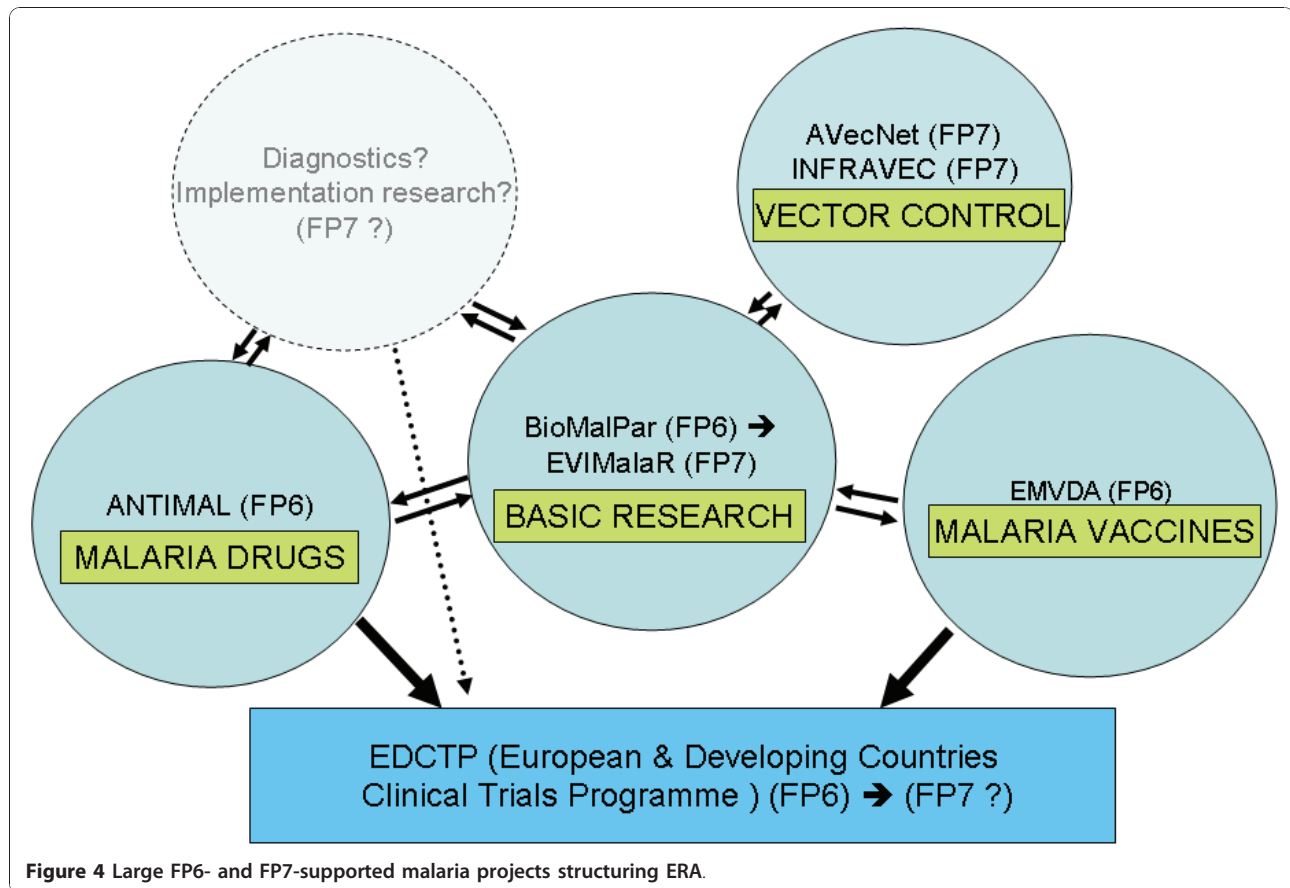 Diagnostics?
Implementation research?
(FP7 ?)
AVecNet (FP7)
INFRAVEC (FP7)
VECTOR CONTROL
BioMalPar (FP6) ➔
EVIMalaR (FP7)
BASIC RESEARCH
ANTIMAL (FP6)
MALARIA DRUGS
EMVDA (FP6)
MALARIA VACCINES
EDCTP (European & Developing Countries
Clinical Trials Programme ) (FP6) ➔ (FP7 ?)
Figure 4 Large FP6- and FP7-supported malaria projects structuring ERA.